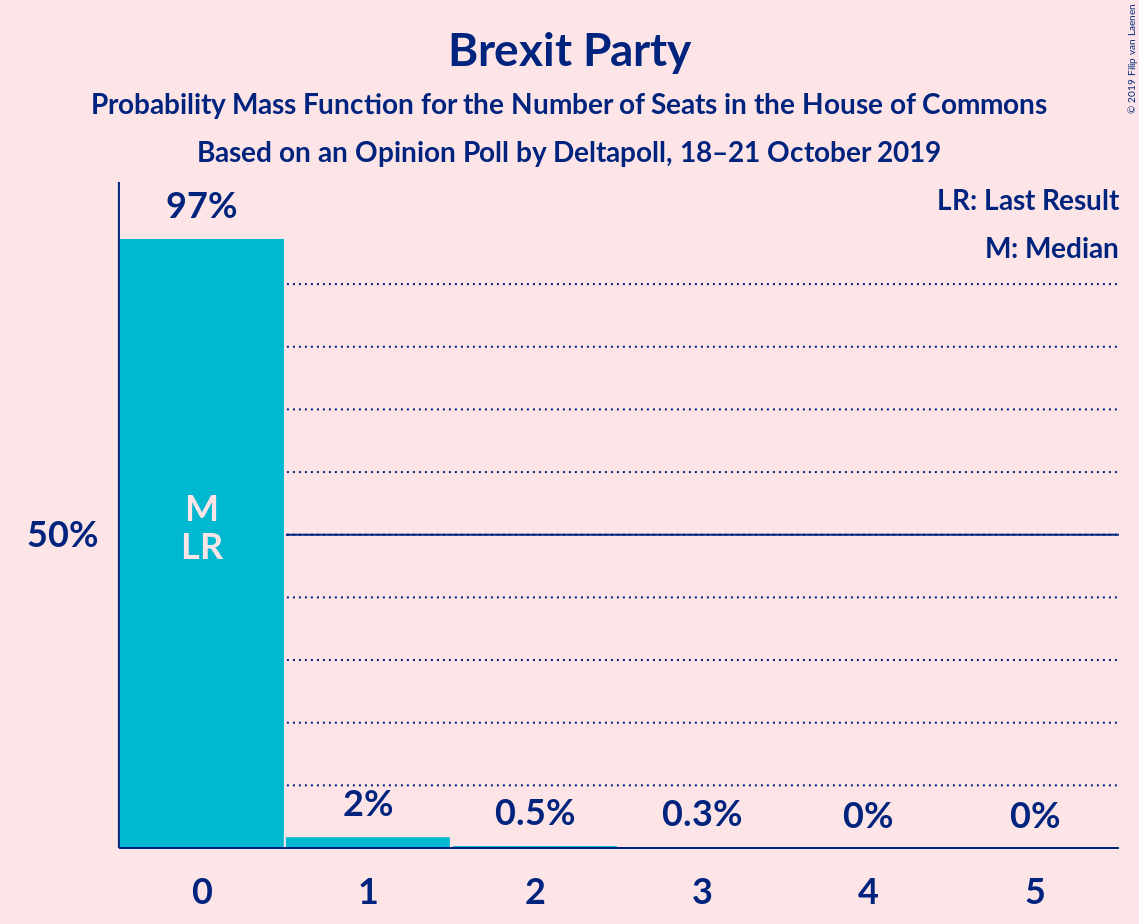 Brexit Party
Probability Mass Function for the Number of Seats in the House of Commons
Based on an Opinion Poll by Deltapoll, 18–21 October 2019
© 2019 Filip van Laenen
LR: Last Result
M: Median
97%
M
LR
50%
2%
0.5%
0.3%
0%
0%
0
1
2
3
4
5